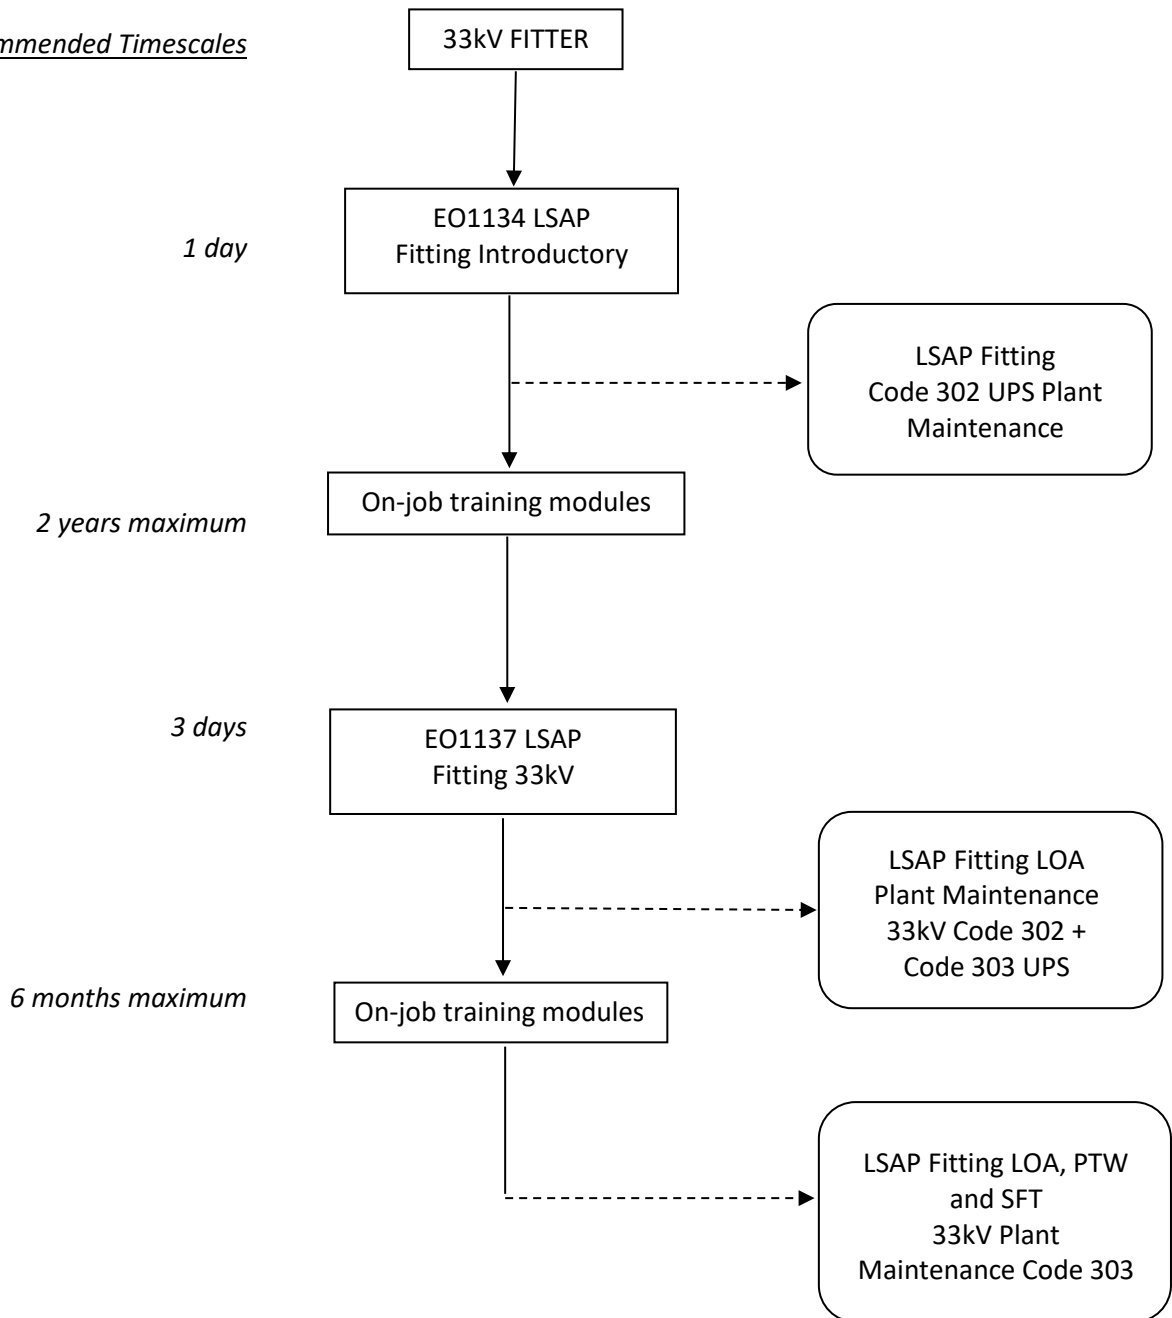 mmended Timescales
33kV FITTER
EO1134 LSAP
Fitting Introductory
1 day
LSAP Fitting
Code 302 UPS Plant
Maintenance
On-job training modules
2 years maximum
3 days
EO1137 LSAP
Fitting 33kV
LSAP Fitting LOA
Plant Maintenance
33kV Code 302 +
Code 303 UPS
6 months maximum
On-job training modules
LSAP Fitting LOA, PTW
and SFT
33kV Plant
Maintenance Code 303